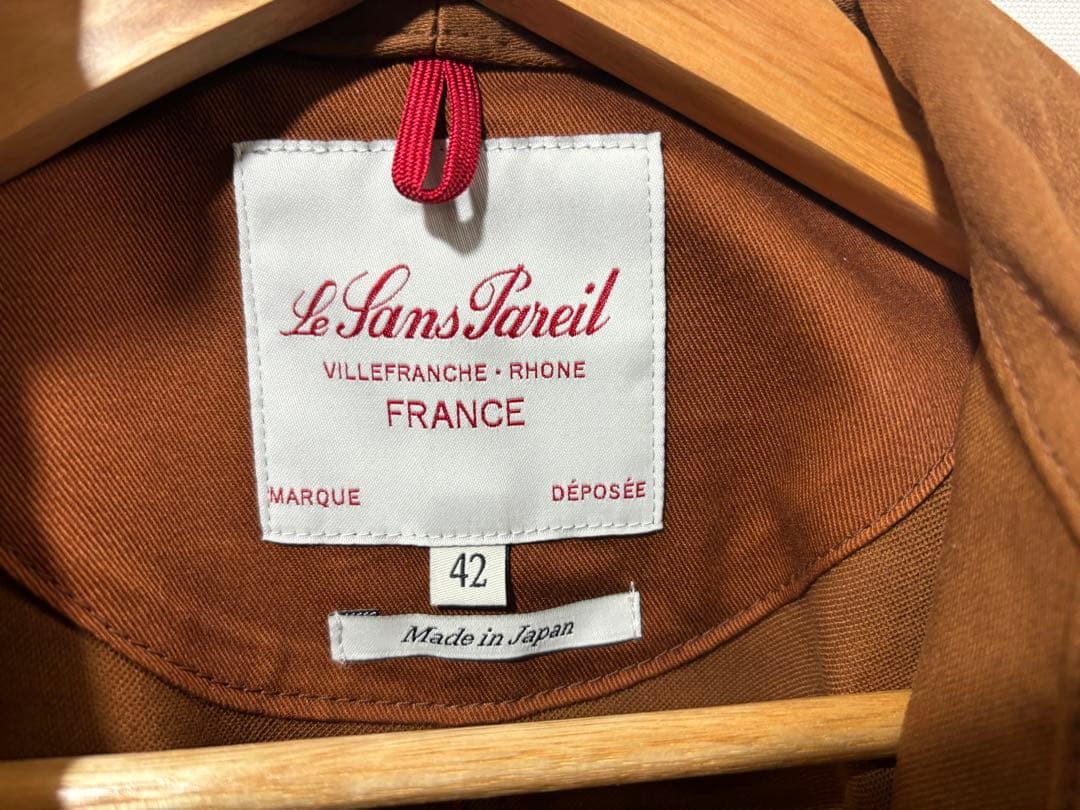 Le Sans Pareil
VILLEFRANCHE · RHONE
FRANCE
MARQUE DÉPOSÉE
42
Made in Japan